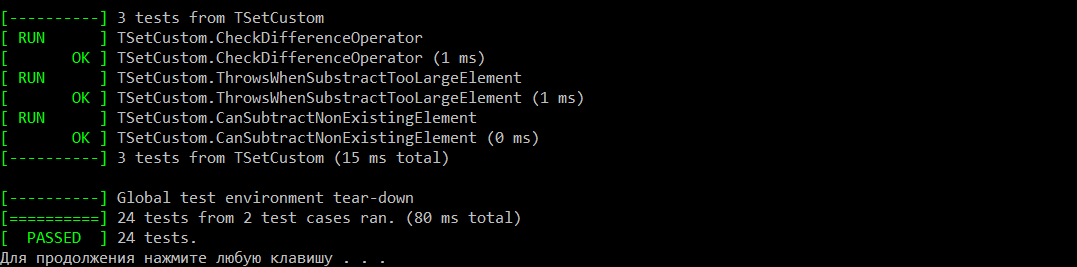 [----------] 3 tests from TSetCustom
[ RUN      ] TSetCustom.CheckDifferenceOperator
[       OK ] TSetCustom.CheckDifferenceOperator (1 ms)
[ RUN      ] TSetCustom.ThrowsWhenSubstractTooLargeElement
[       OK ] TSetCustom.ThrowsWhenSubstractTooLargeElement (1 ms)
[ RUN      ] TSetCustom.CanSubtractNonExistingElement
[       OK ] TSetCustom.CanSubtractNonExistingElement (0 ms)
[----------] 3 tests from TSetCustom (15 ms total)

[----------] Global test environment tear-down
[==========] 24 tests from 2 test cases ran. (80 ms total)
[  PASSED  ] 24 tests.
Для продолжения нажмите любую клавишу . . .